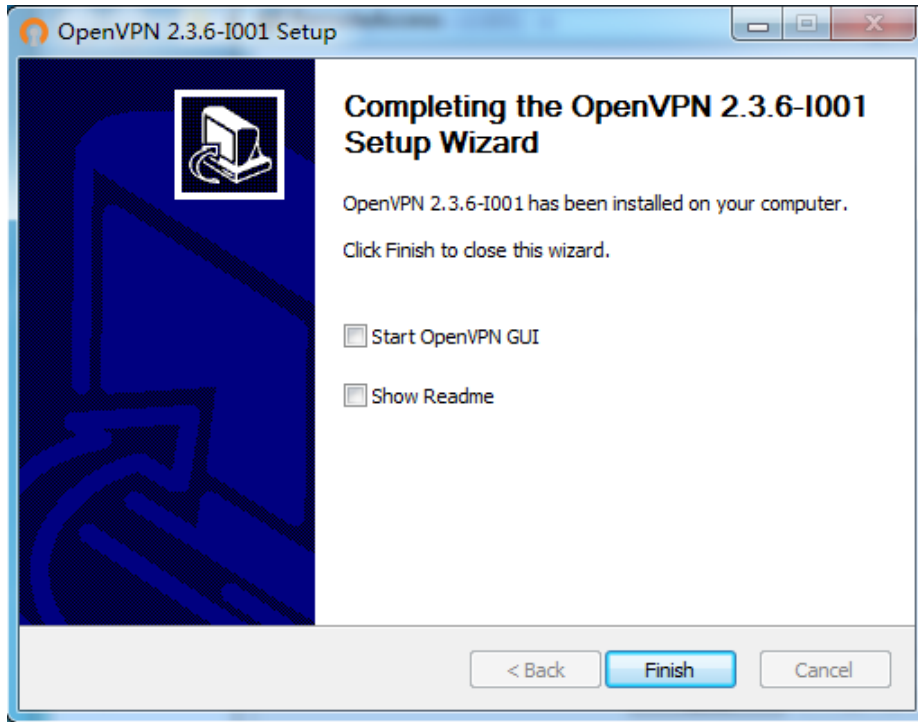 OpenVPN 2.3.6-I001 Setup
Completing the OpenVPN 2.3.6-I001
Setup Wizard
OpenVPN 2.3.6-I001 has been installed on your computer.
Click Finish to close this wizard.
Start OpenVPN GUI
Show Readme
< Back
Finish
Cancel